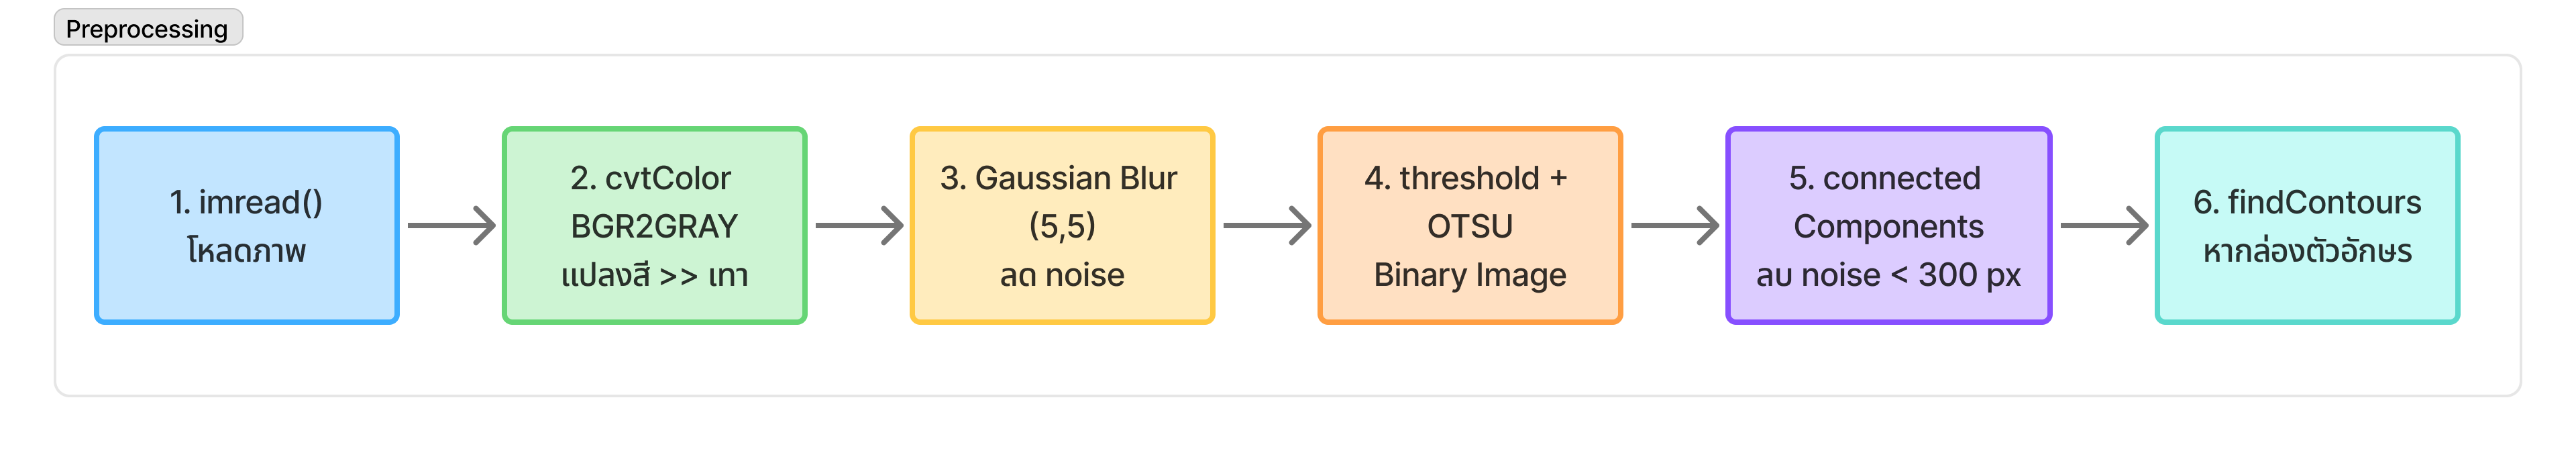 Preprocessing
1. imread()
โหลดภาพ
2. cvtColor
BGR2GRAY
แปลงสี >> เทา
3. Gaussian Blur
(5,5)
ลด noise
4. threshold +
OTSU
Binary Image
5. connected
Components
ลบ noise < 300 px
6. findContours
หากล่องตัวอักษร